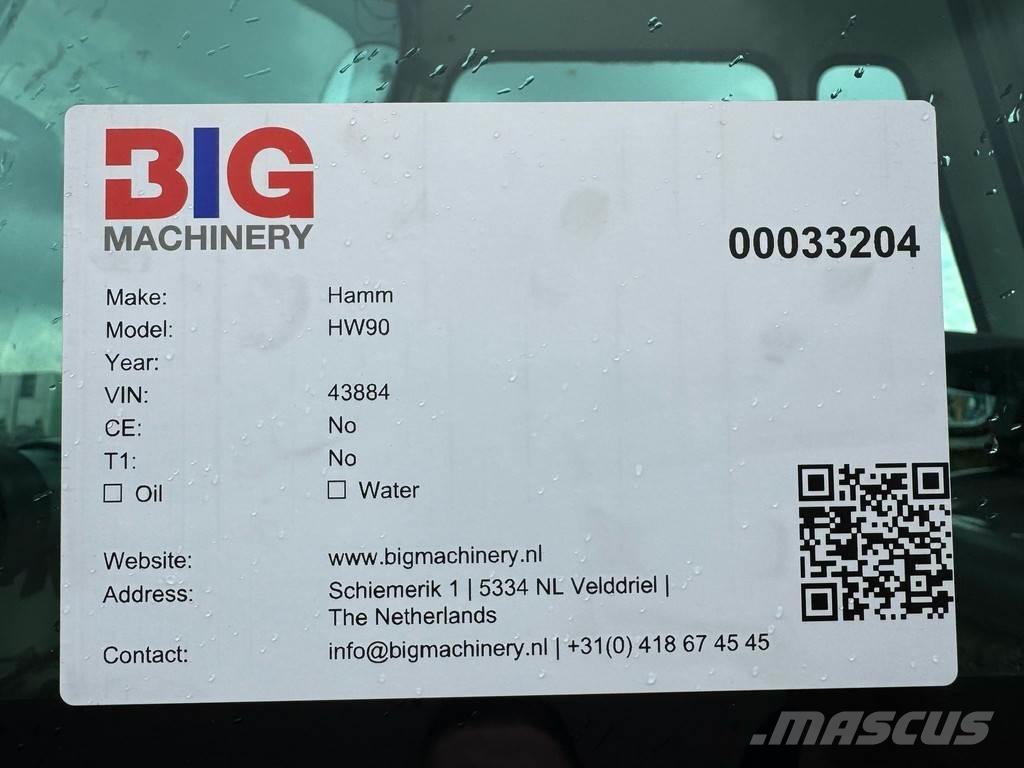 BIG
MACHINERY
00033204
Make: Hamm
Model: HW90
Year:
VIN: 43884
CE: No
T1: No
☐ Oil ☐ Water
Website: www.bigmachinery.nl
Address: Schiemerik 1 | 5334 NL Velddriel |
The Netherlands
Contact: info@bigmachinery.nl | +31(0) 418 67 45 45
.MASCUS